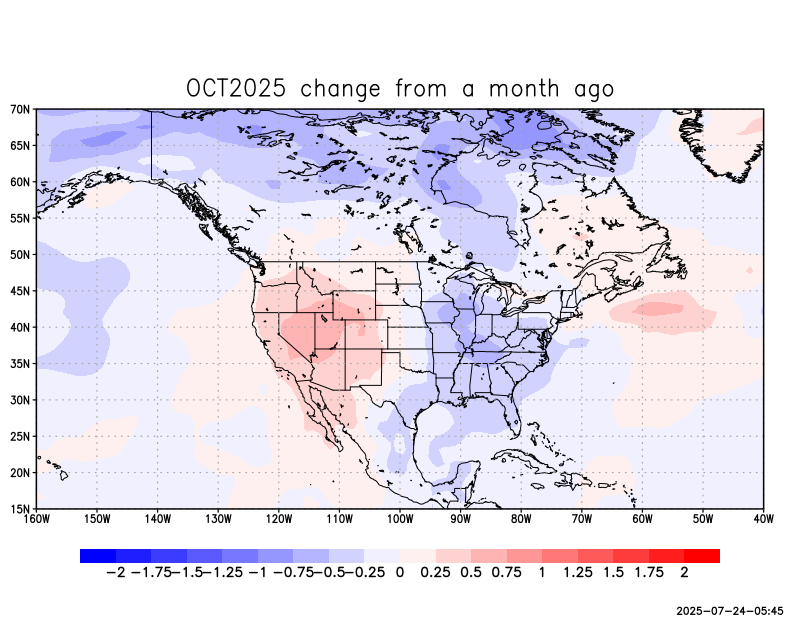 OCT2025 change from a month ago
70N
65N
60N
55N
50N
45N
40N
35N
30N
25N
20N
15N
160W 150W 140W 130W 120W 110W 100W 90W 80W 70W 60W 50W 40W
-2 -1.75 -1.5 -1.25 -1 -0.75 -0.5 -0.25 0 0.25 0.5 0.75 1 1.25 1.5 1.75 2
2025-07-24-05:45